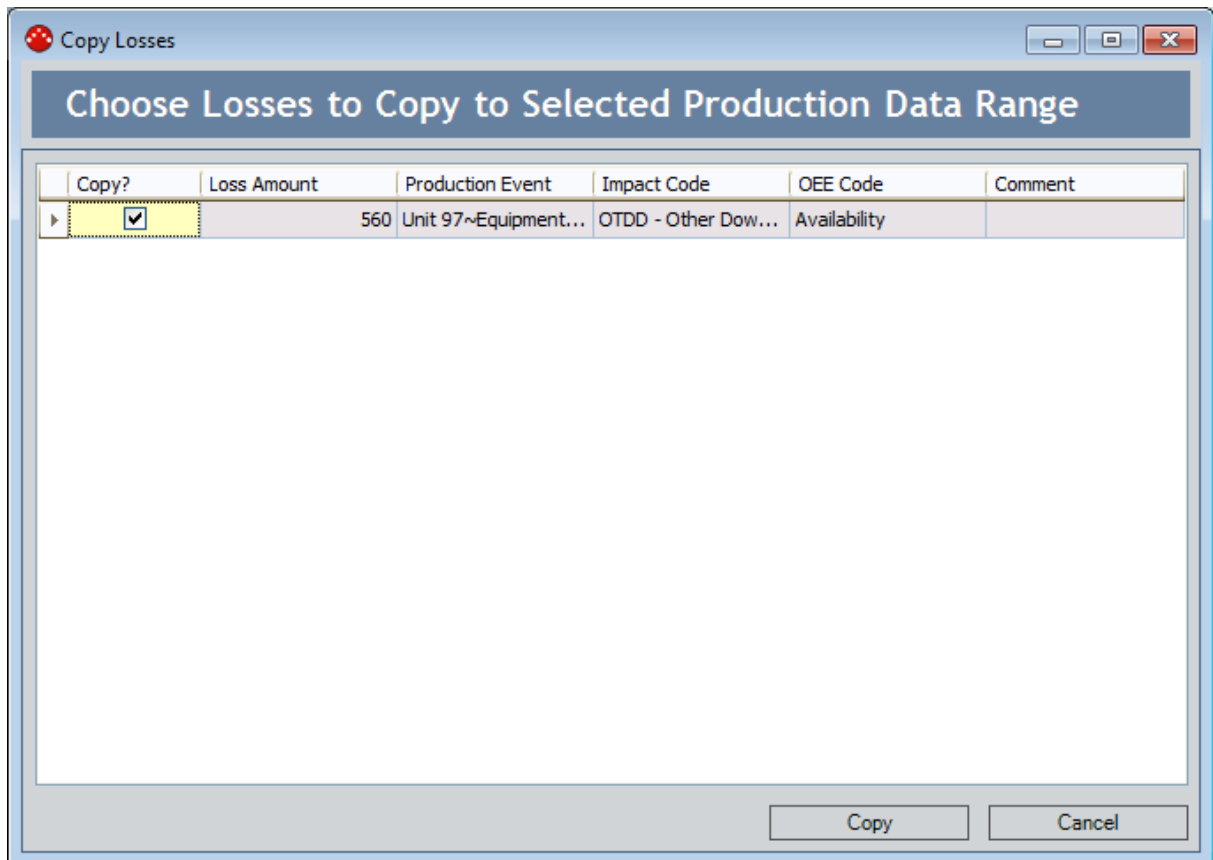 Copy Losses
Choose Losses to Copy to Selected Production Data Range
Copy? Loss Amount Production Event Impact Code OEE Code Comment
560 Unit 97~Equipment... OTDD - Other Dow... Availability
Copy Cancel